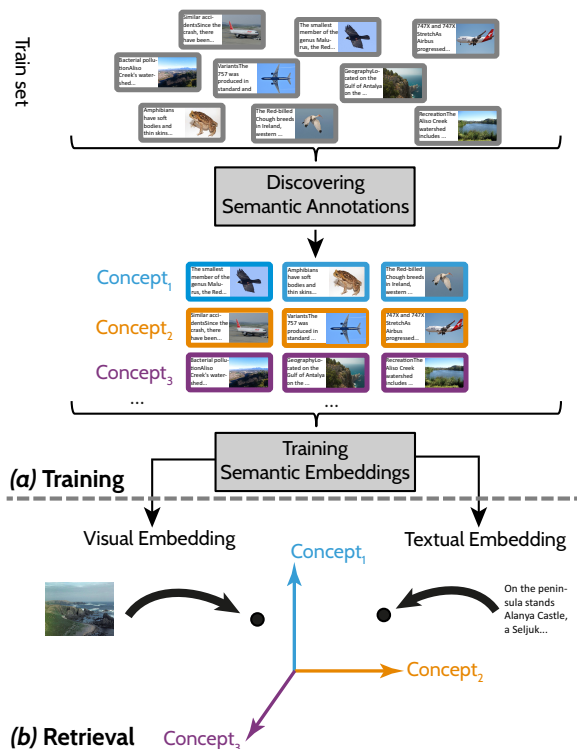 Train set
Similar acci-
dentsSince the
crash, there
have been...
The smallest
member of the
genus Malu-
rus, the Red...
747X and 747X
StretchAs
Airbus
progressed...
Bacterial pollu-
tionAliso
Creek's water-
shed...
VariantsThe
757 was
produced in
standard and
GeographyLo-
cated on the
Gulf of Antalya
on the ...
Amphibians
have soft
bodies and
thin skins...
The Red-billed
Chough breeds
in Ireland,
western ...
RecreationThe
Aliso Creek
watershed
includes ...
Discovering
Semantic Annotations
Concept1
The smallest
member of the
genus Malu-
rus, the Red...
Amphibians
have soft
bodies and
thin skins...
The Red-billed
Chough breeds
in Ireland,
western ...
Concept2
Similar acci-
dentsSince the
crash, there
have been...
VariantsThe
757 was
produced in
standard ...
747X and 747X
StretchAs
Airbus
progressed...
Concept3
Bacterial pollu-
tionAliso
Creek's water-
shed...
GeographyLo-
cated on the
Gulf of Antalya
on the ...
RecreationThe
Aliso Creek
watershed
includes ...
... ...
Training
Semantic Embeddings
(a) Training
Visual Embedding
Textual Embedding
Concept1
On the penin-
sula stands
Alanya Castle,
a Seljuk...
Concept2
(b) Retrieval
Concept3